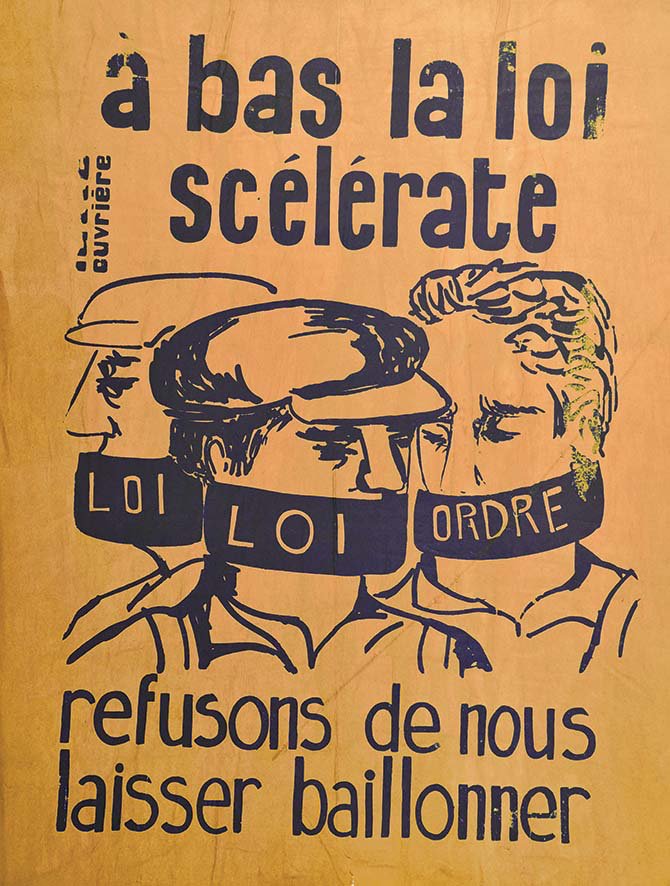 à bas la loi
scélérate
ouvrière
LOI
LOI
ORDRE
refusons de nous
laisser baillonner